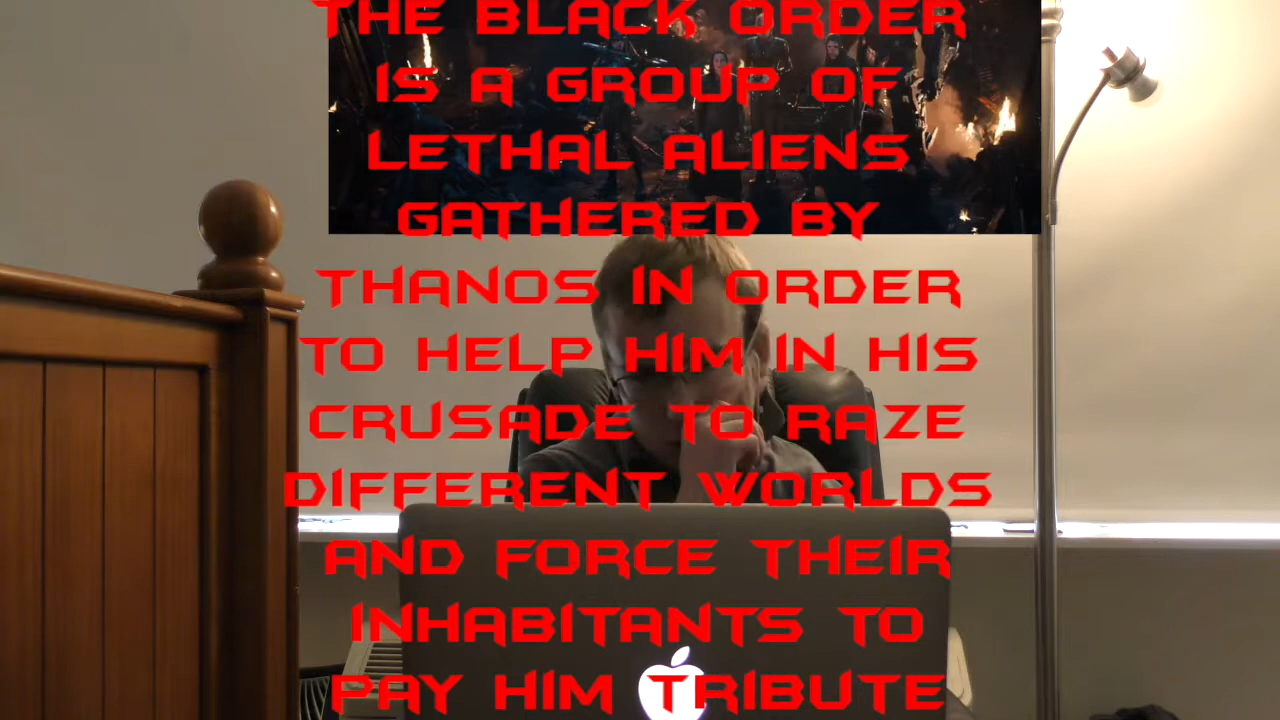 THE BLACK ORDER
IS A GROUP OF
LETHAL ALIENS
GATHERED BY
THANOS IN ORDER
TO HELP HIM IN HIS
CRUSADE TO RAZE
DIFFERENT WORLDS
AND FORCE THEIR
INHABITANTS TO
PAY HIM TRIBUTE